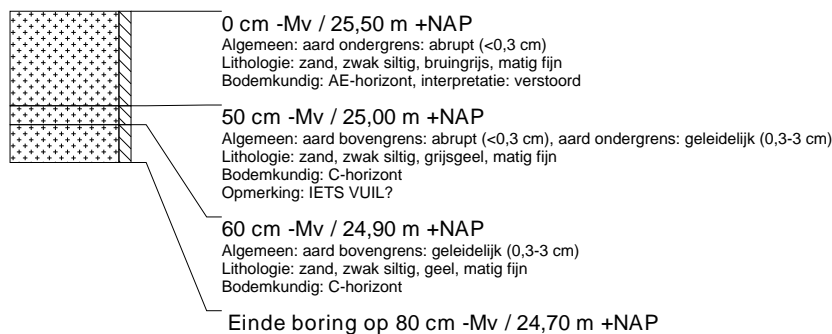 0 cm -Mv / 25,50 m +NAP
Algemeen: aard ondergrens: abrupt (<0,3 cm)
Lithologie: zand, zwak siltig, bruingrijs, matig fijn
Bodemkundig: AE-horizont, interpretatie: verstoord
50 cm -Mv / 25,00 m +NAP
Algemeen: aard bovengrens: abrupt (<0,3 cm), aard ondergrens: geleidelijk (0,3-3 cm)
Lithologie: zand, zwak siltig, grijsgeel, matig fijn
Bodemkundig: C-horizont
Opmerking: IETS VUIL?
60 cm -Mv / 24,90 m +NAP
Algemeen: aard bovengrens: geleidelijk (0,3-3 cm)
Lithologie: zand, zwak siltig, geel, matig fijn
Bodemkundig: C-horizont
Einde boring op 80 cm -Mv / 24,70 m +NAP